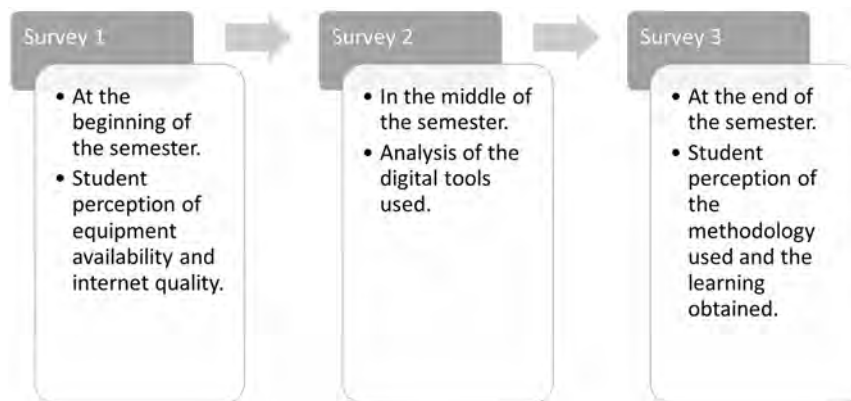 Survey 1
• At the
beginning of
the semester.
• Student
perception of
equipment
availability and
internet quality.
Survey 2
• In the middle of
the semester.
• Analysis of the
digital tools
used.
Survey 3
• At the end of
the semester.
• Student
perception of
the
methodology
used and the
learning
obtained.